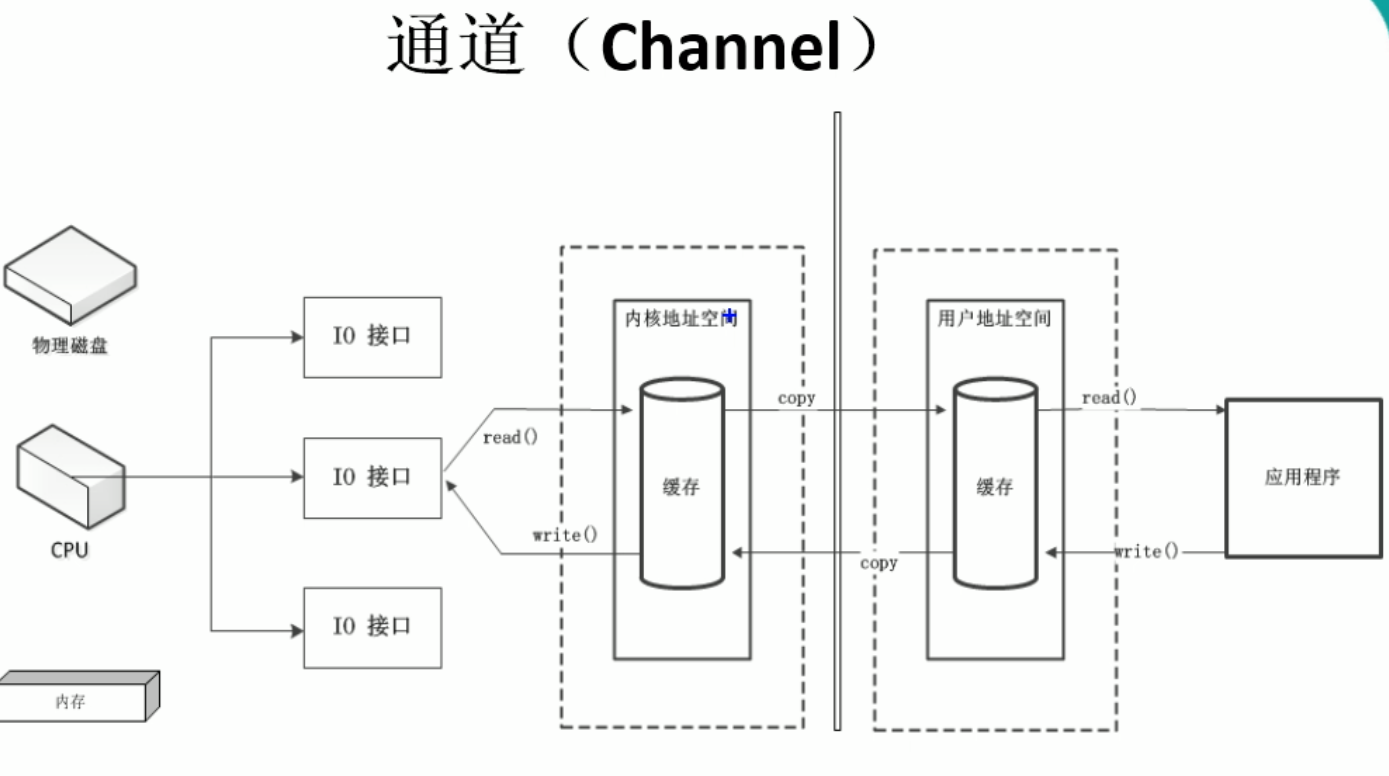 通道（Channel）
物理磁盘
CPU
内存
IO 接口
IO 接口
IO 接口
read()
write()
内核地址空间
缓存
copy
copy
用户地址空间
缓存
read()
write()
应用程序